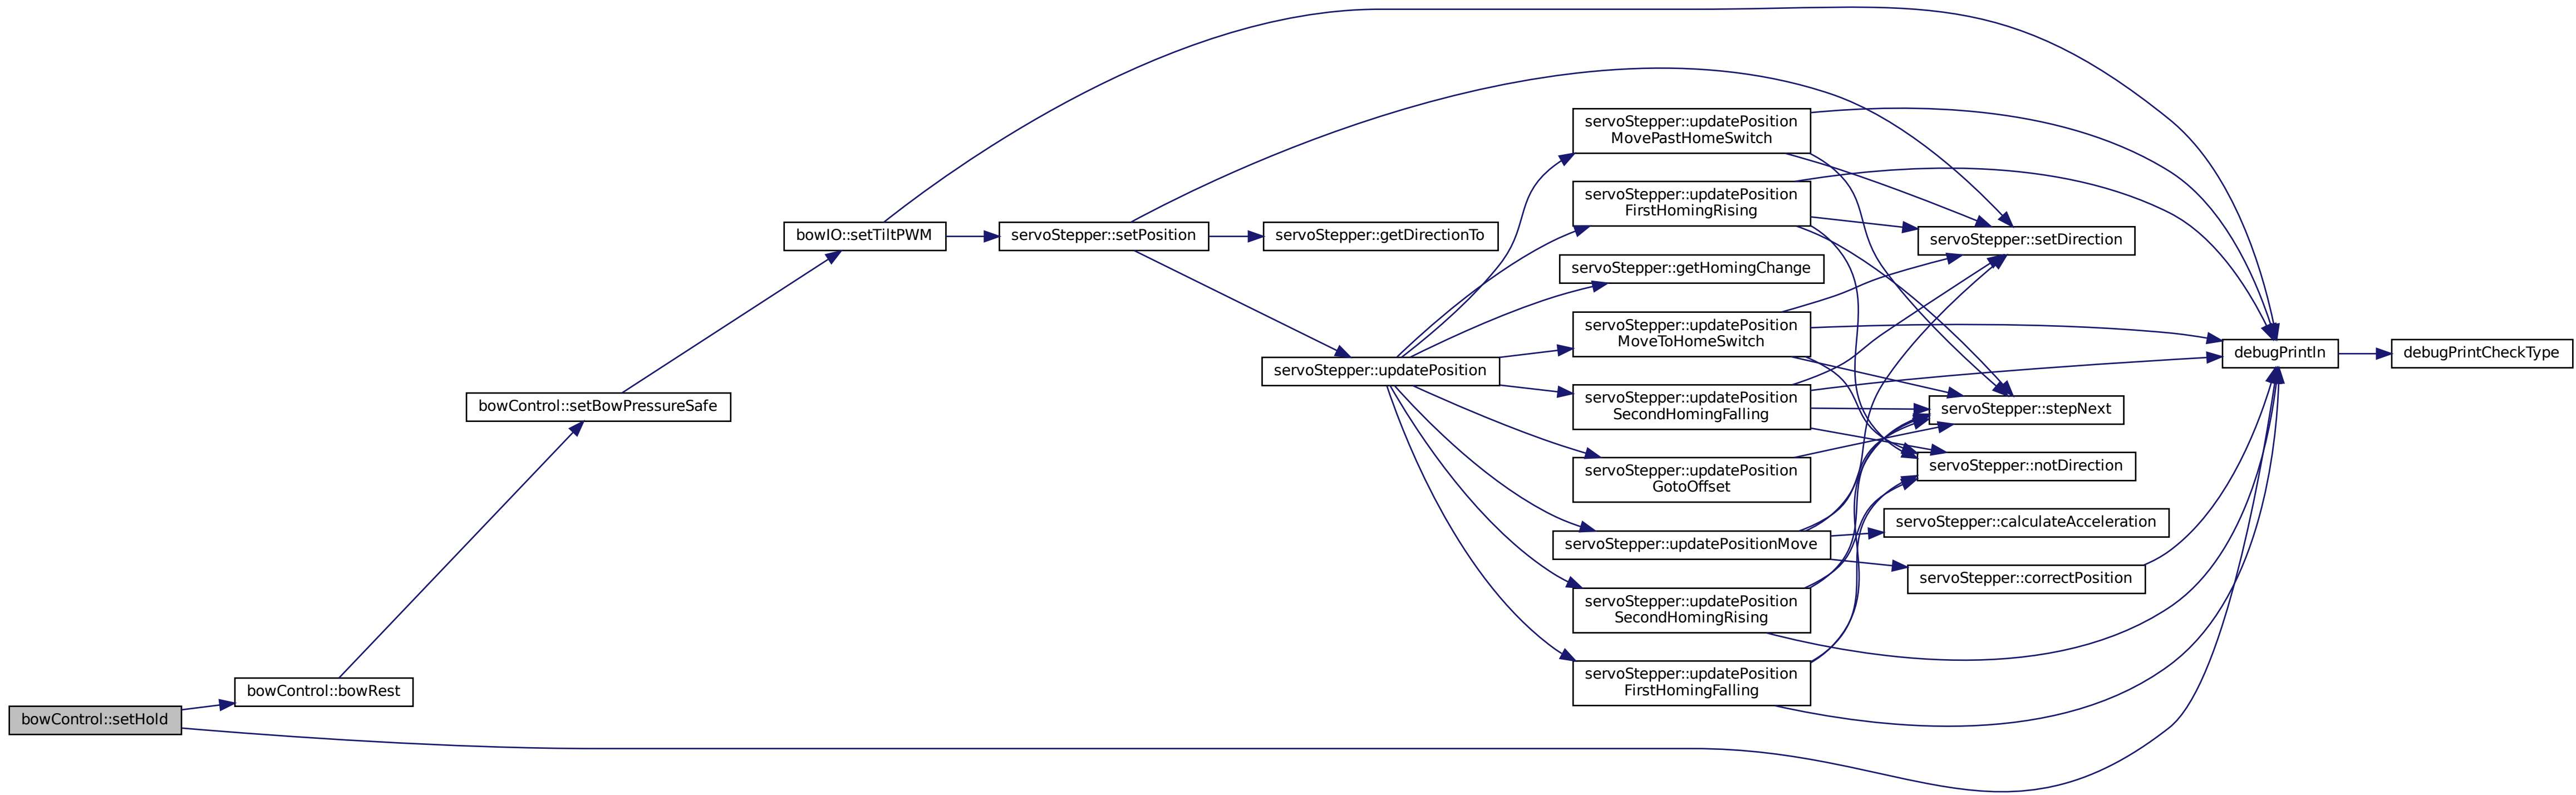 bowControl::setHold
bowControl::bowRest
bowControl::setBowPressureSafe
bowIO::setTiltPWM
servoStepper::setPosition
servoStepper::getDirectionTo
servoStepper::updatePosition
servoStepper::updatePosition
MovePastHomeSwitch
servoStepper::updatePosition
FirstHomingRising
servoStepper::getHomingChange
servoStepper::updatePosition
MoveToHomeSwitch
servoStepper::updatePosition
SecondHomingFalling
servoStepper::updatePosition
GotoOffset
servoStepper::updatePositionMove
servoStepper::updatePosition
SecondHomingRising
servoStepper::updatePosition
FirstHomingFalling
servoStepper::setDirection
servoStepper::stepNext
servoStepper::notDirection
servoStepper::calculateAcceleration
servoStepper::correctPosition
debugPrintln
debugPrintCheckType